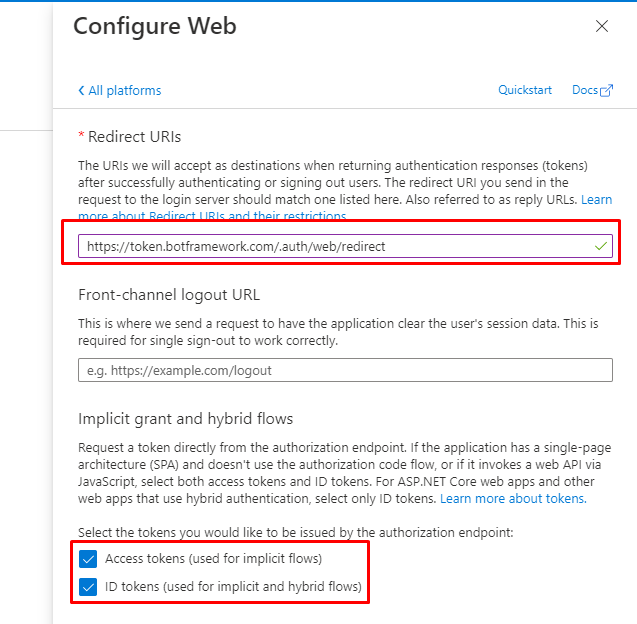 Configure Web
All platforms
Quickstart
Docs
* Redirect URIs
The URIs we will accept as destinations when returning authentication responses (tokens)
after successfully authenticating or signing out users. The redirect URI you send in the
request to the login server should match one listed here. Also referred to as reply URLs. Learn
more about Redirect URIs and their restrictions
https://token.botframework.com/.auth/web/redirect
Front-channel logout URL
This is where we send a request to have the application clear the user's session data. This is
required for single sign-out to work correctly.
e.g. https://example.com/logout
Implicit grant and hybrid flows
Request a token directly from the authorization endpoint. If the application has a single-page
architecture (SPA) and doesn't use the authorization code flow, or if it invokes a web API via
JavaScript, select both access tokens and ID tokens. For ASP.NET Core web apps and other
web apps that use hybrid authentication, select only ID tokens. Learn more about tokens.
Select the tokens you would like to be issued by the authorization endpoint:
Access tokens (used for implicit flows)
ID tokens (used for implicit and hybrid flows)